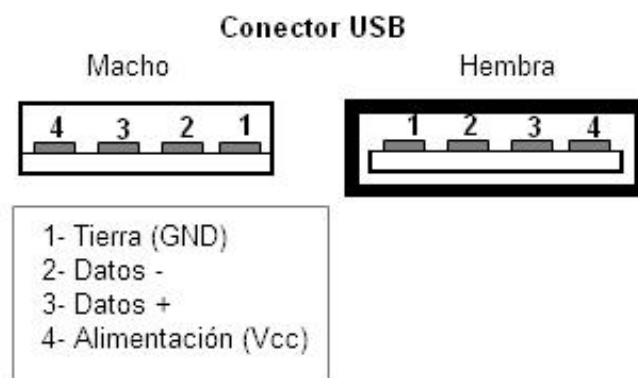 Conector USB
Macho
Hembra
4 3 2 1
1 2 3 4
1- Tierra (GND)
2- Datos -
3- Datos +
4- Alimentación (Vcc)